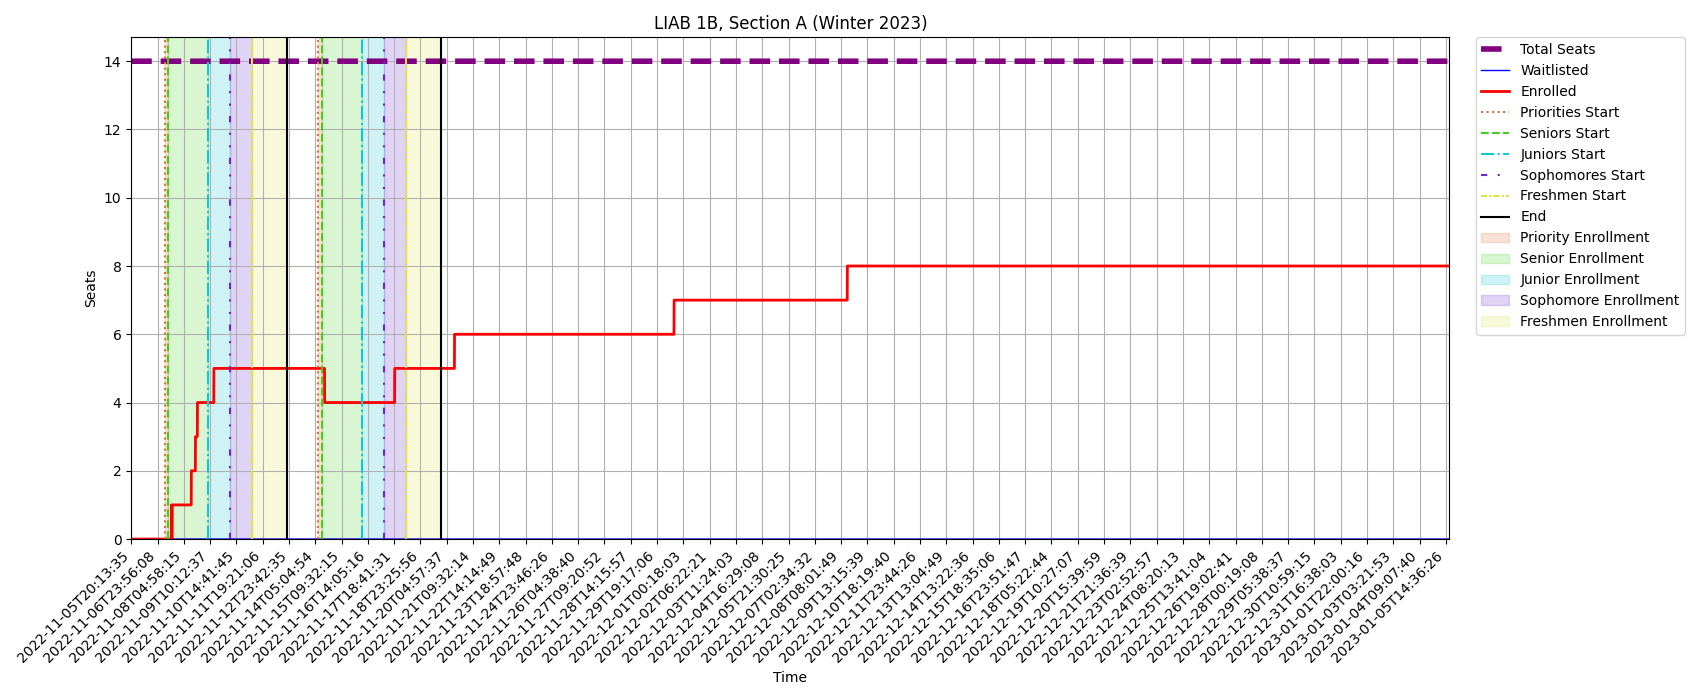 LIAB 1B, Section A (Winter 2023)
Seats
14
12
10
8
6
4
2
0
2022-11-05T20:13:35
2022-11-06T23:56:08
2022-11-08T04:58:15
2022-11-09T10:12:37
2022-11-10T14:41:45
2022-11-11T19:21:06
2022-11-12T23:42:35
2022-11-14T05:04:54
2022-11-15T09:32:15
2022-11-16T14:05:16
2022-11-17T18:41:31
2022-11-18T23:25:56
2022-11-20T04:57:37
2022-11-21T09:32:14
2022-11-22T14:14:49
2022-11-23T18:57:48
2022-11-24T23:46:26
2022-11-26T04:38:40
2022-11-27T09:20:52
2022-11-28T14:15:57
2022-11-29T19:17:06
2022-12-01T00:18:03
2022-12-02T06:22:21
2022-12-03T11:24:03
2022-12-04T16:29:08
2022-12-05T21:30:25
2022-12-07T02:34:32
2022-12-08T08:01:49
2022-12-09T13:15:39
2022-12-10T18:19:40
2022-12-11T23:44:26
2022-12-13T13:04:49
2022-12-14T13:22:36
2022-12-15T18:35:06
2022-12-16T23:51:47
2022-12-18T05:22:44
2022-12-19T10:27:07
2022-12-20T15:39:59
2022-12-21T21:36:39
2022-12-23T02:52:57
2022-12-24T08:20:13
2022-12-25T13:41:04
2022-12-26T19:02:41
2022-12-28T00:19:08
2022-12-29T05:38:37
2022-12-30T10:59:15
2022-12-31T16:38:03
2023-01-01T22:00:16
2023-01-03T03:21:53
2023-01-04T09:07:40
2023-01-05T14:36:26
Time
Total Seats
Waitlisted
Enrolled
Priorities Start
Seniors Start
Juniors Start
Sophomores Start
Freshmen Start
End
Priority Enrollment
Senior Enrollment
Junior Enrollment
Sophomore Enrollment
Freshmen Enrollment